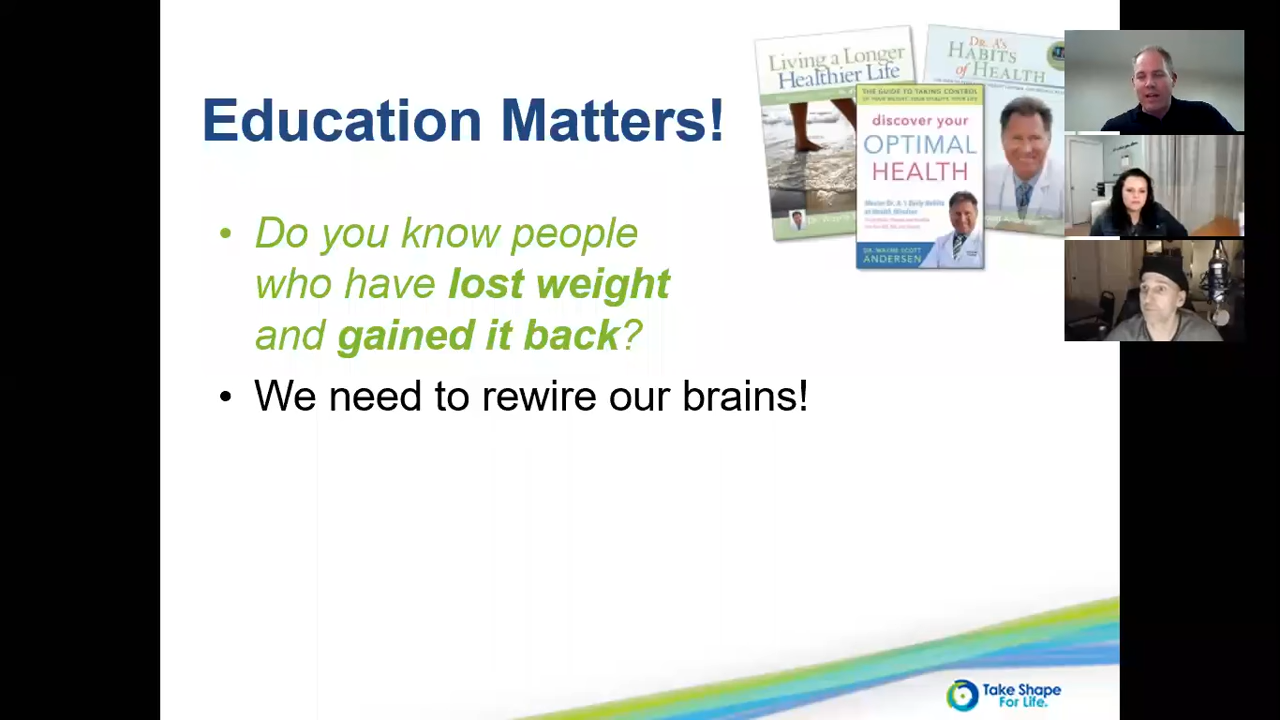 Education Matters!
• Do you know people
who have lost weight
and gained it back?
• We need to rewire our brains!
Living a Longer
Healthier Life
DR. A's
HABITS
of HEALTH
THE GUIDE TO TAKING CONTROL
OF YOUR WEIGHT, YOUR VITALITY, YOUR LIFE
discover your
OPTIMAL
HEALTH
DR. WAYNE SCOTT
ANDERSEN
Take Shape
For Life.